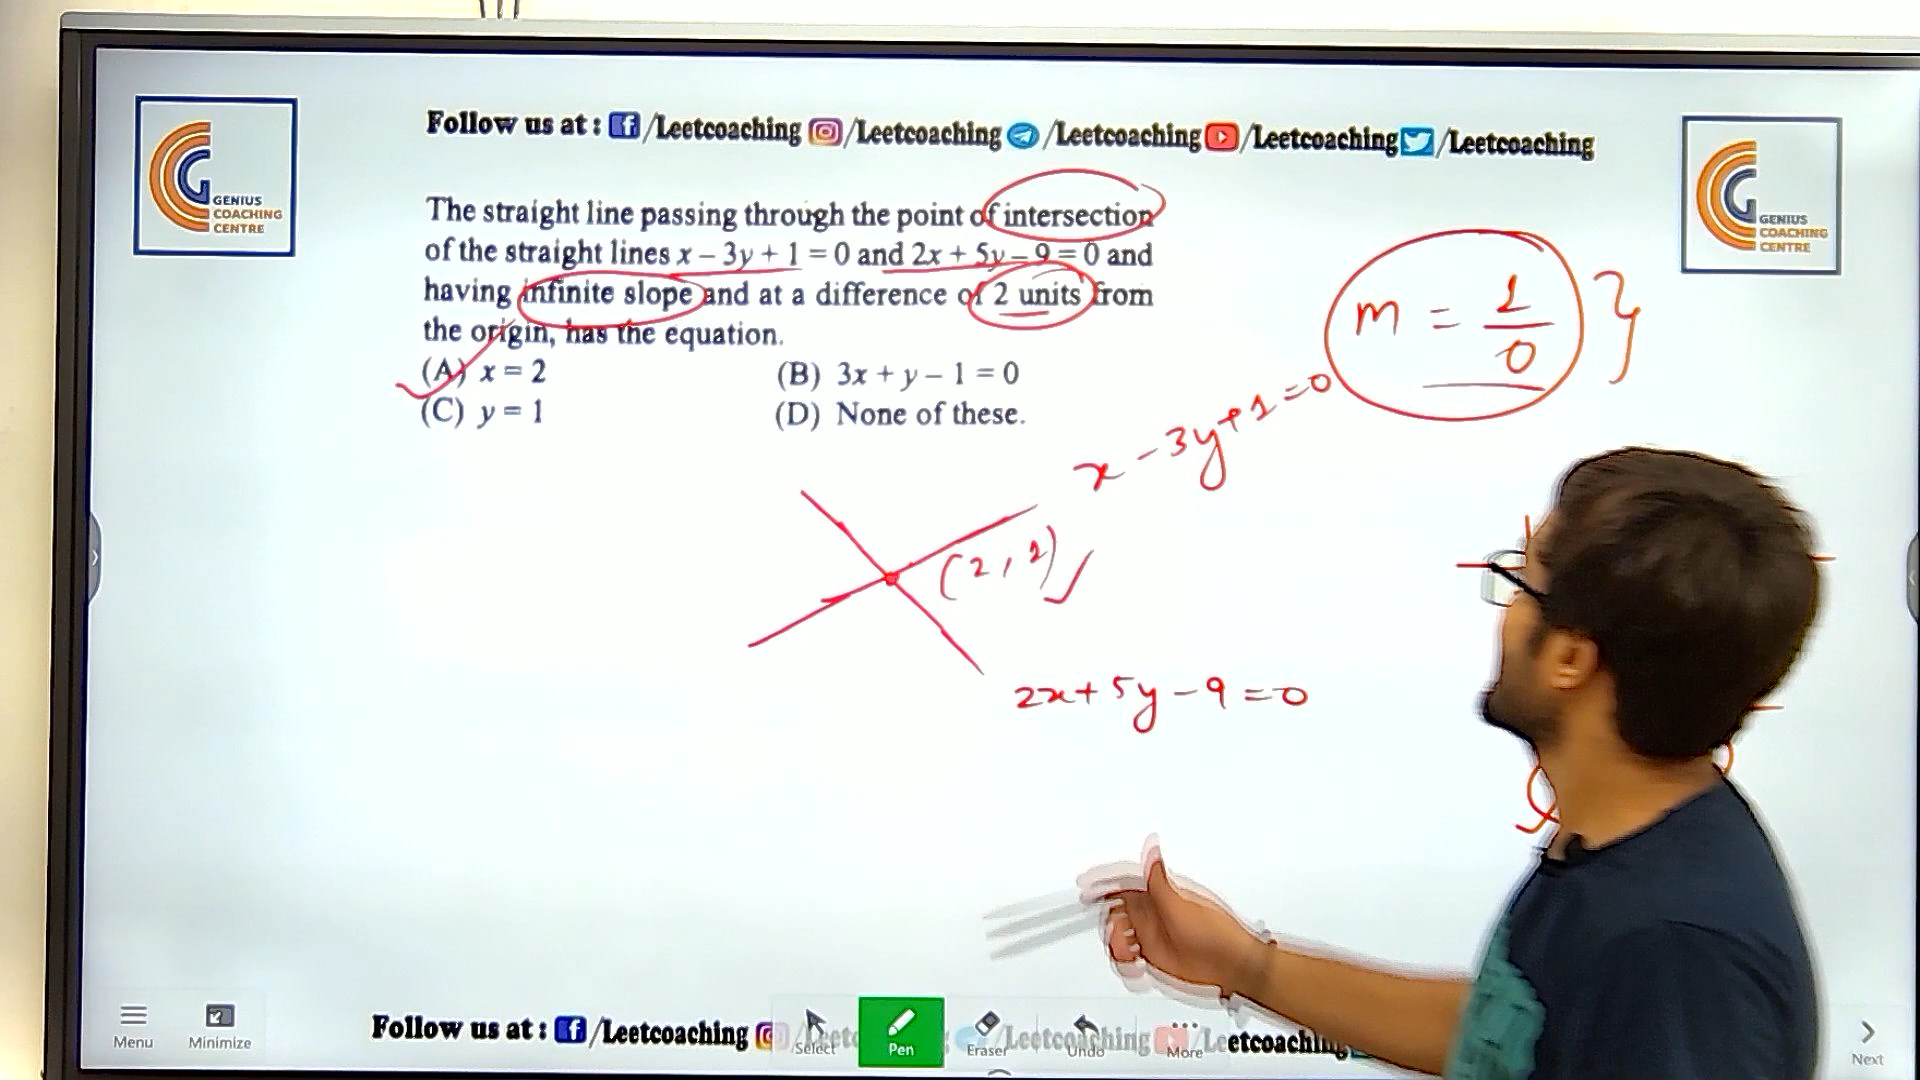 Follow us at : /Leetcoaching /Leetcoaching /Leetcoaching /Leetcoaching /Leetcoaching
GENIUS
COACHING
CENTRE
GENIUS
COACHING
CENTRE
The straight line passing through the point of intersection
of the straight lines x – 3y + 1 = 0 and 2x + 5y – 9 = 0 and
having infinite slope and at a difference of 2 units from
the origin, has the equation.
(A) x = 2
(B) 3x + y – 1 = 0
(C) y = 1
(D) None of these.
m = 1/0 }
x - 3y + 1 = 0
(2, 2)
2x + 5y - 9 = 0
Follow us at : /Leetcoaching
Leetcoaching
Leetcoaching
Menu
Minimize
Select
Pen
Eraser
Undo
More
Next